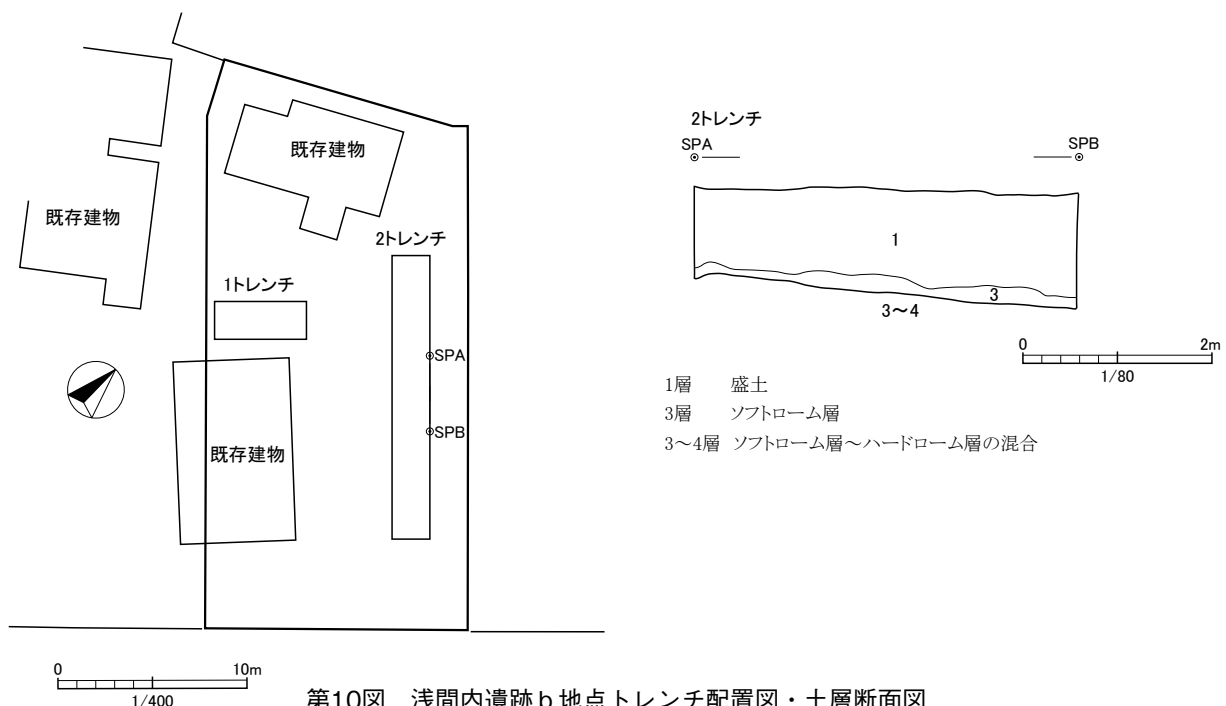 既存建物
既存建物
2トレンチ
1トレンチ
SPA
SPB
既存建物
0 10m
1/400
2トレンチ
SPA SPB
1
3
3~4
0 2m
1/80
1層 盛土
3層 ソフトローム層
3~4層 ソフトローム層~ハードローム層の混合
第10図 浅間内遺跡b地点トレンチ配置図・土層断面図